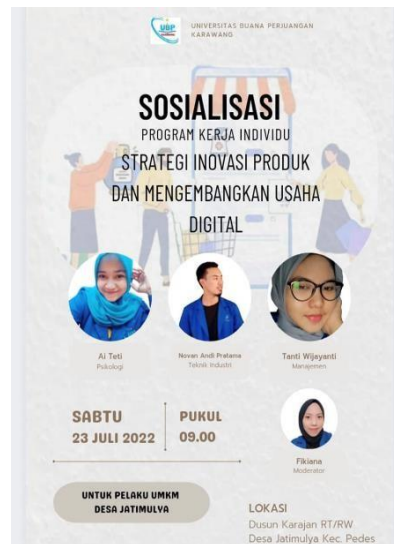 UBP
UNIVERSITAS BUANA PERJUANGAN
KARAWANG
SOSIALISASI
PROGRAM KERJA INDIVIDU
STRATEGI INOVASI PRODUK
DAN MENGEMBANGKAN USAHA
DIGITAL
Ai Teti
Psikologi
Novan Andi Pratama
Teknik Industri
Tanti Wijayanti
Manajemen
SABTU
23 JULI 2022
PUKUL
09.00
Fikiana
Moderator
UNTUK PELAKU UMKM
DESA JATIMULYA
LOKASI
Dusun Karajan RT/RW
Desa Jatimulya Kec. Pedes